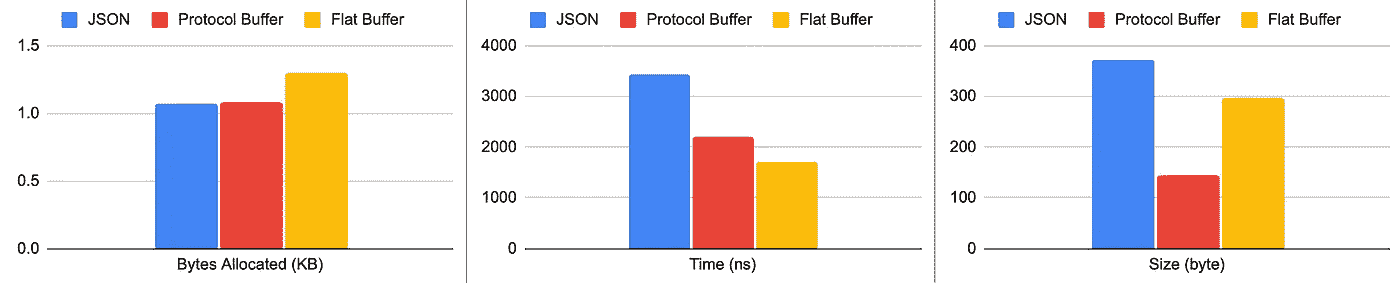 JSON Protocol Buffer Flat Buffer
1.5
1.0
0.5
0.0
Bytes Allocated (KB)
JSON Protocol Buffer Flat Buffer
4000
3000
2000
1000
0
Time (ns)
JSON Protocol Buffer Flat Buffer
400
300
200
100
0
Size (byte)